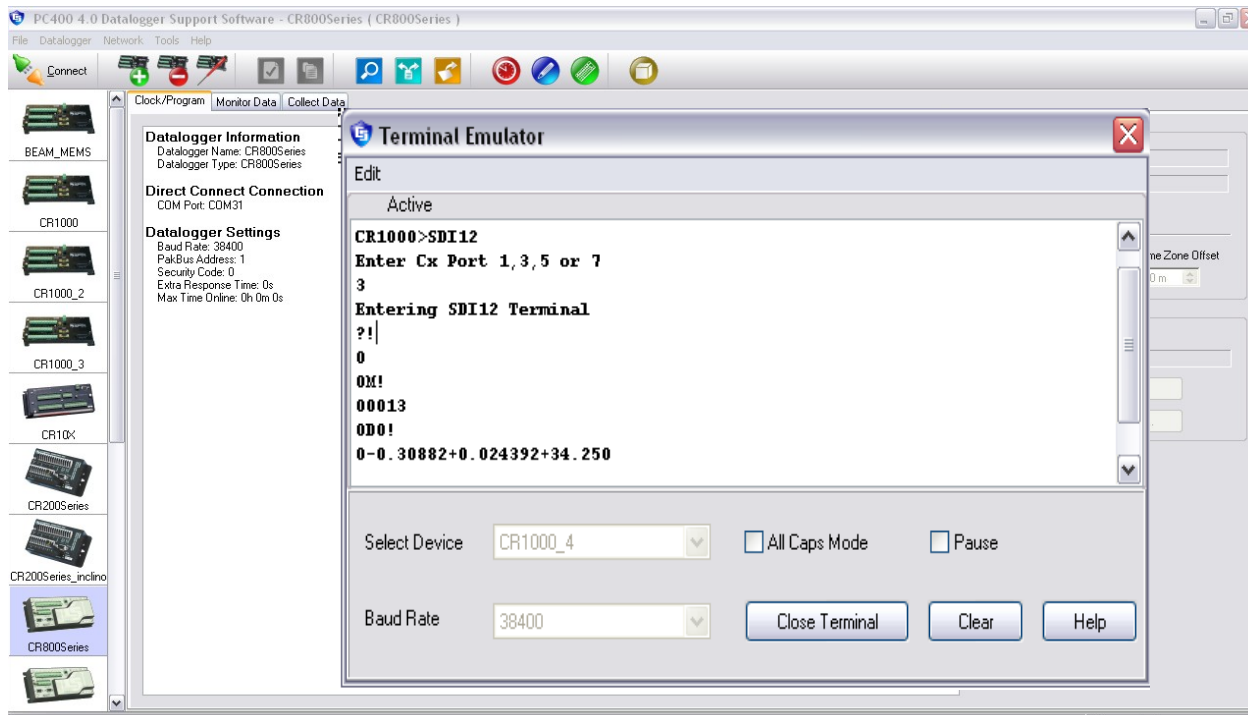 PC400 4.0 Datalogger Support Software - CR800Series ( CR800Series )
File Datalogger Network Tools Help
Connect
Clock/Program Monitor Data Collect Data
BEAM_MEMS
CR1000
CR1000_2
CR1000_3
CR10X
CR200Series
CR200Series_inclino
CR800Series
Datalogger Information
Datalogger Name: CR800Series
Datalogger Type: CR800Series
Direct Connect Connection
COM Port: COM31
Datalogger Settings
Baud Rate: 38400
PakBus Address: 1
Security Code: 0
Extra Response Time: 0s
Max Time Online: 0h 0m 0s
Terminal Emulator
Edit
Active
CR1000>SDI12
Enter Cx Port 1,3,5 or 7
3
Entering SDI12 Terminal
?!
0
0M!
00013
0D0!
0-0.30882+0.024392+34.250
Select Device CR1000_4 All Caps Mode Pause
Baud Rate 38400 Close Terminal Clear Help
Zone Offset
0 m